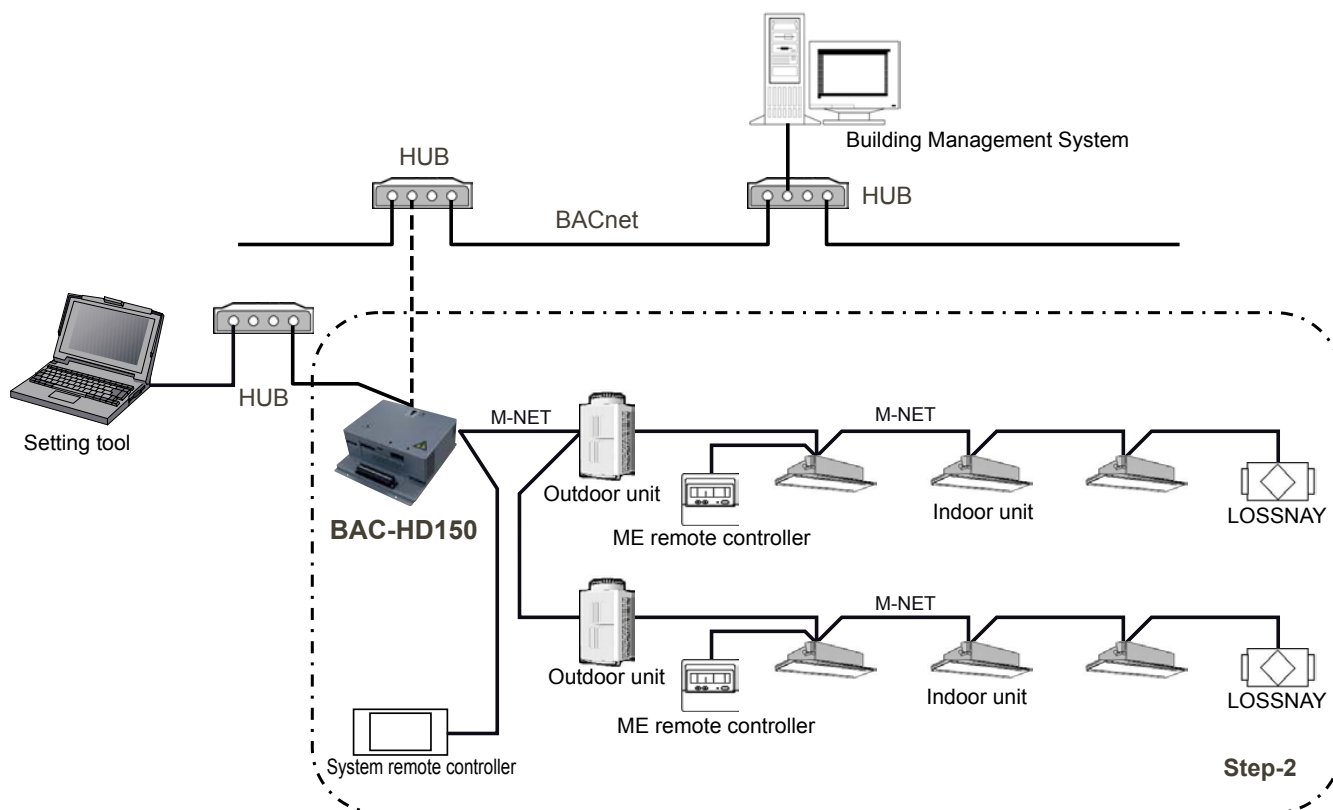 Building Management System
HUB
HUB
BACnet
HUB
Setting tool
M-NET
M-NET
BAC-HD150
Outdoor unit
ME remote controller
Indoor unit
LOSSNAY
M-NET
Outdoor unit
ME remote controller
Indoor unit
LOSSNAY
System remote controller
Step-2